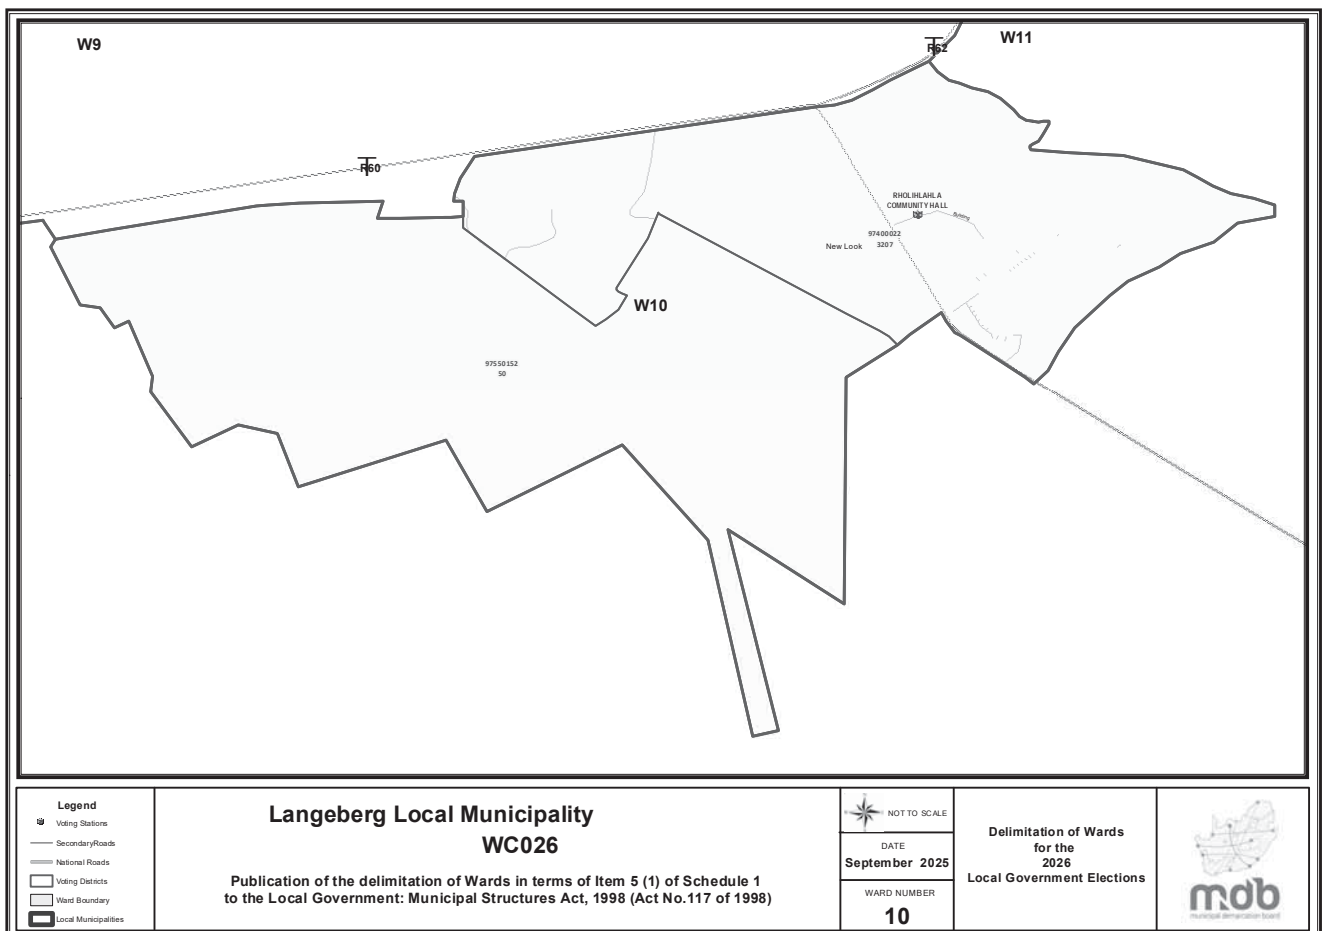 W9
W11
R62
R60
RHOLIHLAHLA
COMMUNITY HALL
97400022
3207
New Look
W10
97550152
50
Legend
Voting Stations
SecondaryRoads
National Roads
Voting Districts
Ward Boundary
Local Municipalities
Langeberg Local Municipality
WC026
Publication of the delimitation of Wards in terms of Item 5 (1) of Schedule 1
to the Local Government: Municipal Structures Act, 1998 (Act No.117 of 1998)
NOT TO SCALE
DATE
September 2025
WARD NUMBER
10
Delimitation of Wards
for the
2026
Local Government Elections
mdb
municipal demarcation board